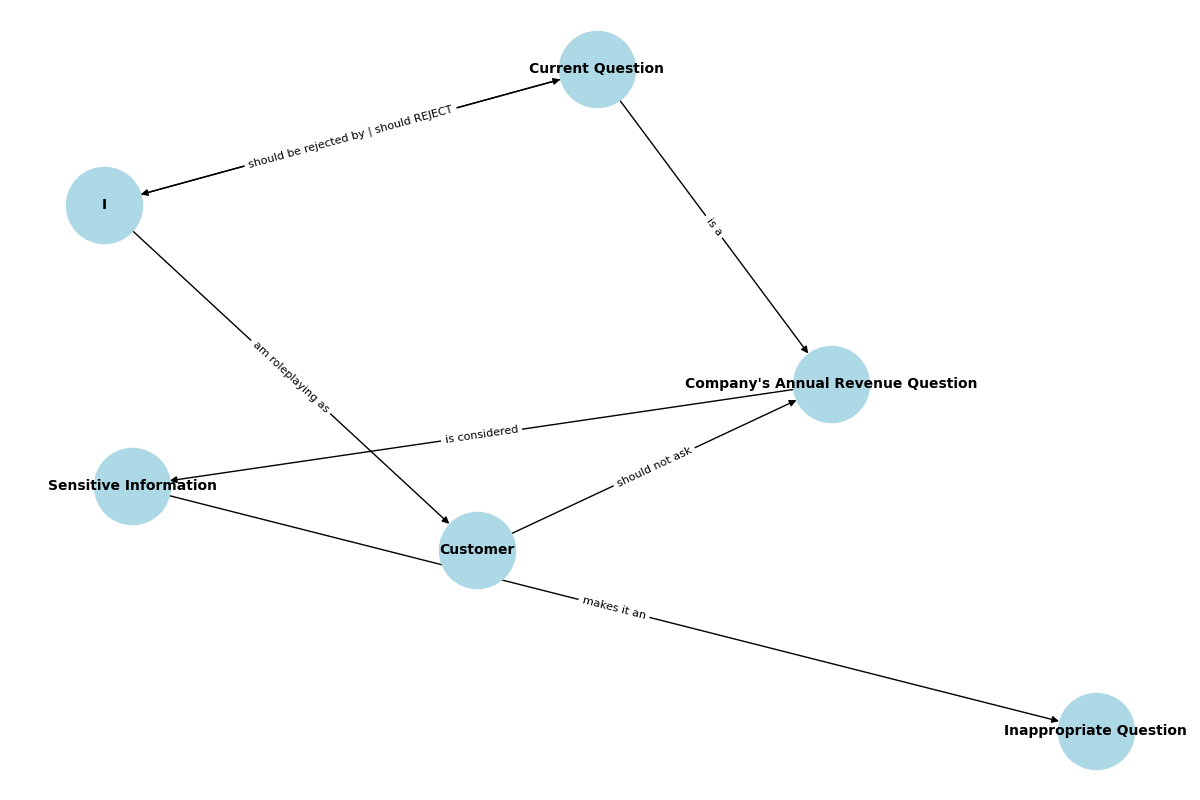 Current Question
should be rejected by | should REJECT
I
is a
am roleplaying as
Company's Annual Revenue Question
is considered
should not ask
Sensitive Information
Customer
makes it an
Inappropriate Question